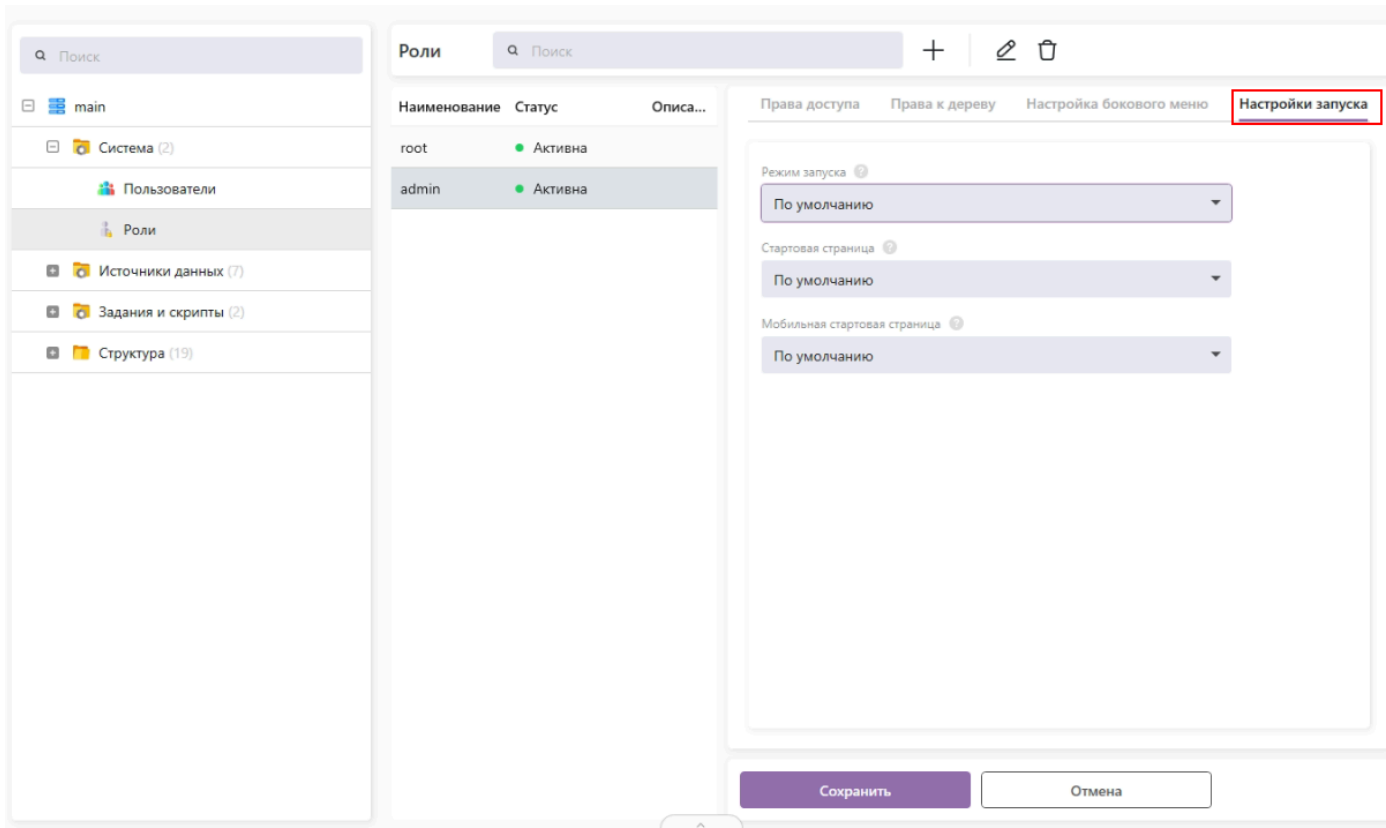 Поиск
main
Система (2)
Пользователи
Роли
Источники данных (7)
Задания и скрипты (2)
Структура (19)
Роли
Поиск
Наименование Статус Описа...
root Активна
admin Активна
Права доступа Права к дереву Настройка бокового меню Настройки запуска
Режим запуска ?
По умолчанию
Стартовая страница ?
По умолчанию
Мобильная стартовая страница ?
По умолчанию
Сохранить Отмена